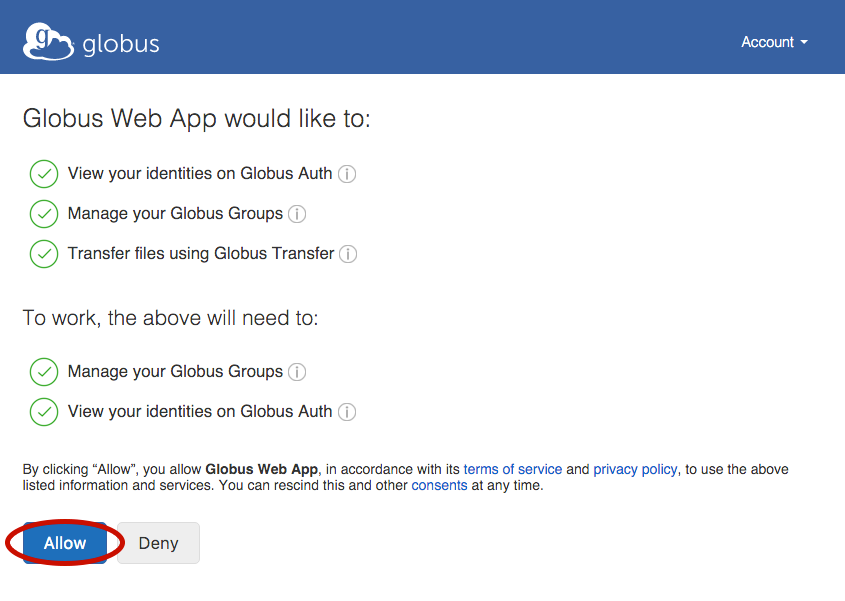 globus
Account
Globus Web App would like to:
View your identities on Globus Auth
Manage your Globus Groups
Transfer files using Globus Transfer
To work, the above will need to:
Manage your Globus Groups
View your identities on Globus Auth
By clicking “Allow”, you allow Globus Web App, in accordance with its terms of service and privacy policy, to use the above
listed information and services. You can rescind this and other consents at any time.
Allow
Deny